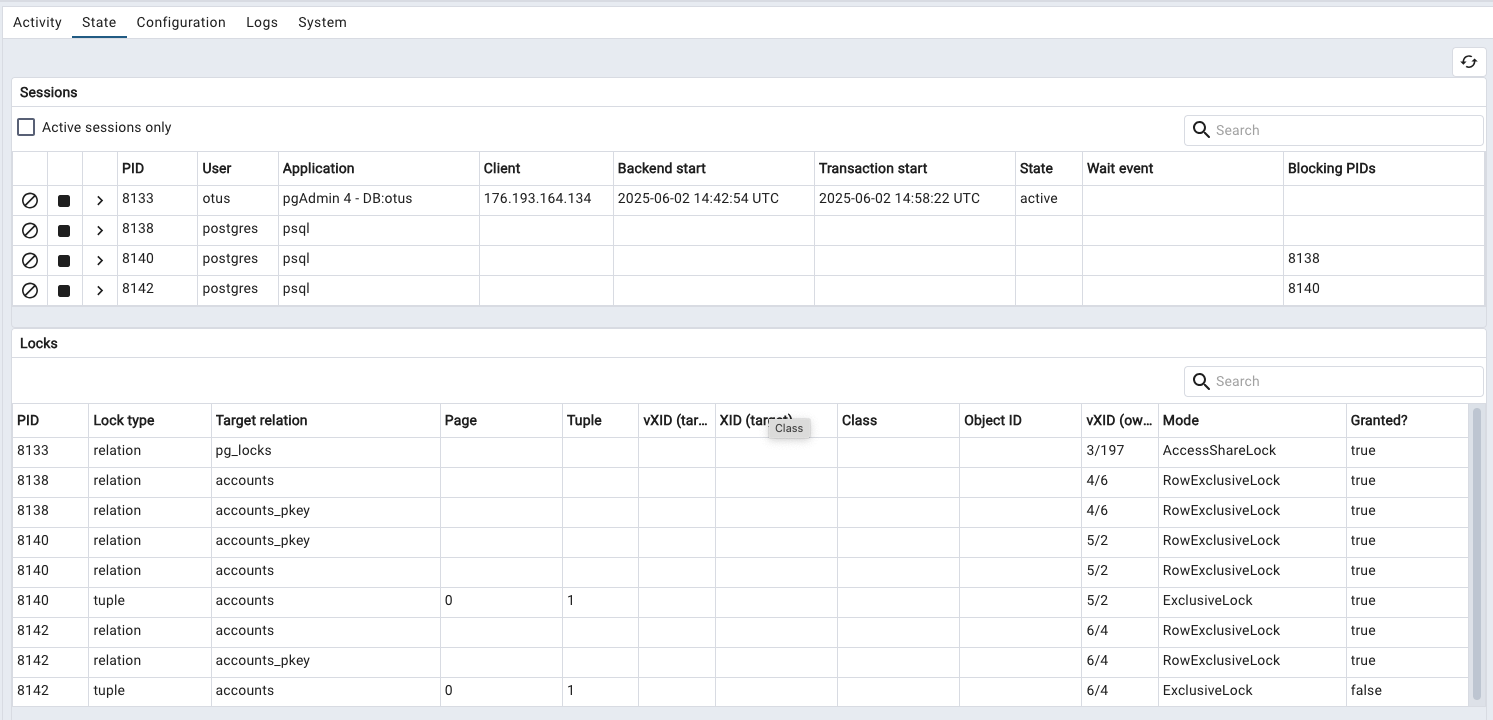 Activity State Configuration Logs System
Sessions
Active sessions only
Search
PID User Application Client Backend start Transaction start State Wait event Blocking PIDs
8133 otus pgAdmin 4 - DB:otus 176.193.164.134 2025-06-02 14:42:54 UTC 2025-06-02 14:58:22 UTC active
8138 postgres psql
8140 postgres psql 8138
8142 postgres psql 8140
Locks
Search
PID Lock type Target relation Page Tuple vXID (tar... XID (target) Class Object ID vXID (ow... Mode Granted?
Class
8133 relation pg_locks 3/197 AccessShareLock true
8138 relation accounts 4/6 RowExclusiveLock true
8138 relation accounts_pkey 4/6 RowExclusiveLock true
8140 relation accounts_pkey 5/2 RowExclusiveLock true
8140 relation accounts 5/2 RowExclusiveLock true
8140 tuple accounts 0 1 5/2 ExclusiveLock true
8142 relation accounts 6/4 RowExclusiveLock true
8142 relation accounts_pkey 6/4 RowExclusiveLock true
8142 tuple accounts 0 1 6/4 ExclusiveLock false